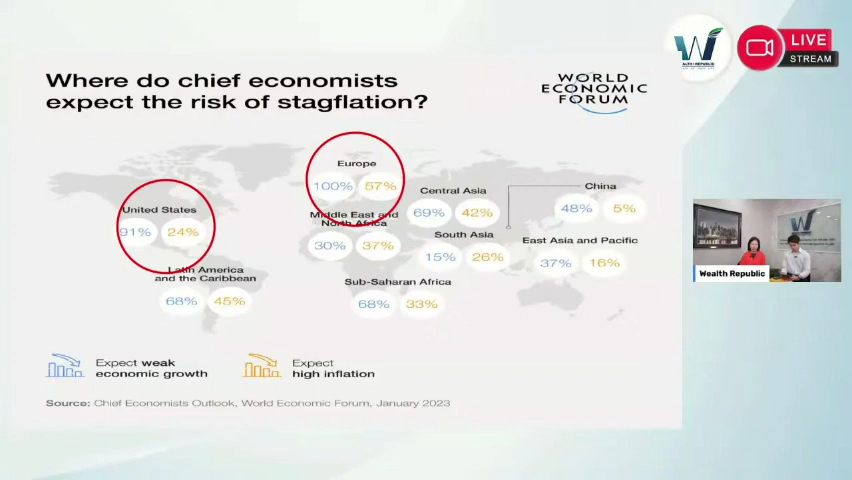 Where do chief economists
expect the risk of stagflation?
WORLD
ECONOMIC
FORUM
LIVE
STREAM
Europe
100% 57%
United States
91% 24%
Central Asia
69% 42%
China
48% 5%
Middle East and
North Africa
30% 37%
South Asia
15% 26%
East Asia and Pacific
37% 16%
Latin America
and the Caribbean
68% 45%
Sub-Saharan Africa
68% 33%
Expect weak
economic growth
Expect
high inflation
Source: Chief Economists Outlook, World Economic Forum, January 2023
Wealth Republic